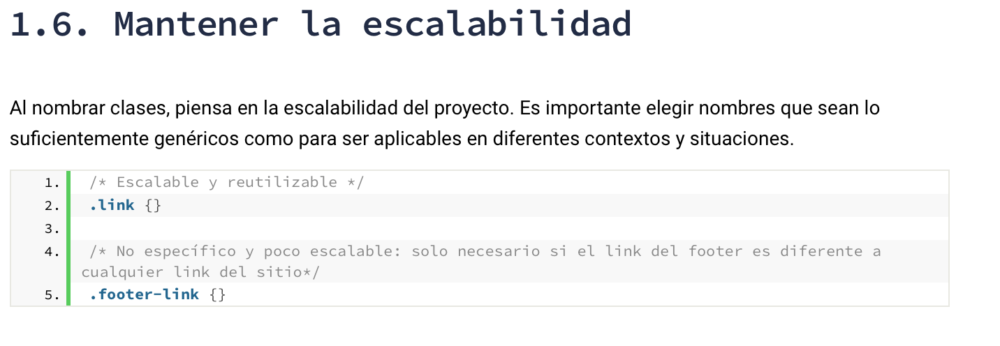 1.6. Mantener la escalabilidad
Al nombrar clases, piensa en la escalabilidad del proyecto. Es importante elegir nombres que sean lo
suficientemente genéricos como para ser aplicables en diferentes contextos y situaciones.
1. /* Escalable y reutilizable */
2. .link {}
3.
4. /* No específico y poco escalable: solo necesario si el link del footer es diferente a
cualquier link del sitio*/
5. .footer-link {}